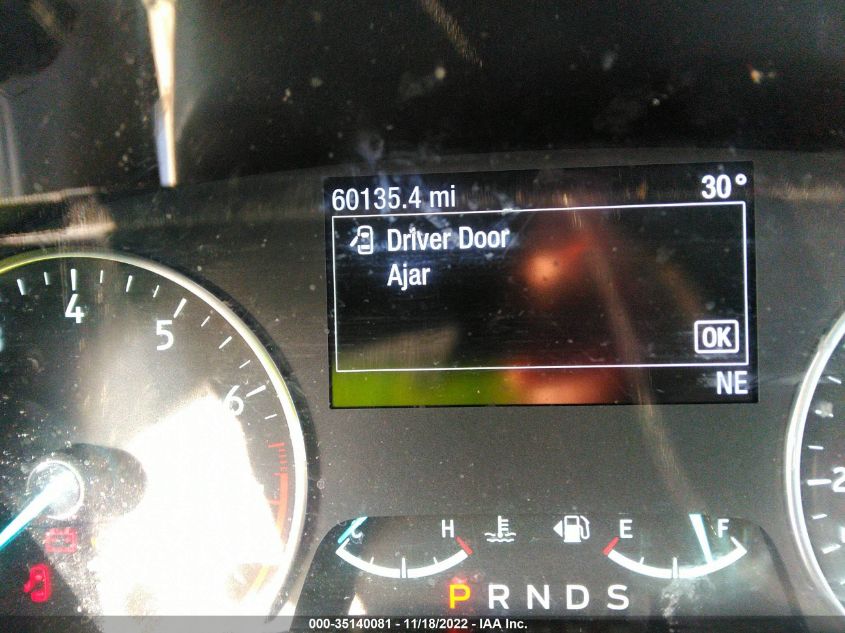 60135.4 mi 30°
Driver Door
Ajar
OK
NE
4
5
6
2
H E F
P R N D S
000-35140081 - 11/18/2022 - IAA Inc.